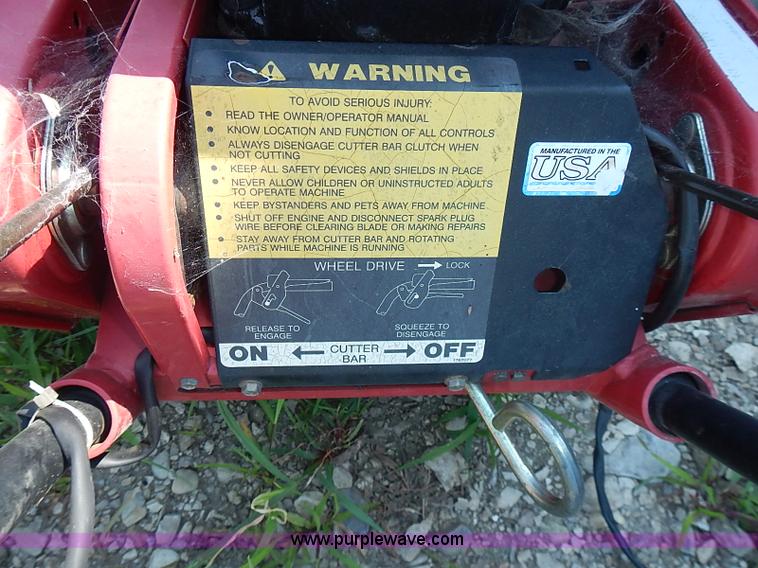 WARNING
TO AVOID SERIOUS INJURY:
• READ THE OWNER/OPERATOR MANUAL
• KNOW LOCATION AND FUNCTION OF ALL CONTROLS
• ALWAYS DISENGAGE CUTTER BAR CLUTCH WHEN
NOT CUTTING
• KEEP ALL SAFETY DEVICES AND SHIELDS IN PLACE
• NEVER ALLOW CHILDREN OR UNINSTRUCTED ADULTS
TO OPERATE MACHINE
• KEEP BYSTANDERS AND PETS AWAY FROM MACHINE
• SHUT OFF ENGINE AND DISCONNECT SPARK PLUG
WIRE BEFORE CLEARING BLADE OR MAKING REPAIRS
• STAY AWAY FROM CUTTER BAR AND ROTATING
PARTS WHILE MACHINE IS RUNNING
MANUFACTURED IN THE
USA
WHEEL DRIVE → LOCK
RELEASE TO
ENGAGE
SQUEEZE TO
DISENGAGE
ON ← CUTTER BAR → OFF
www.purplewave.com